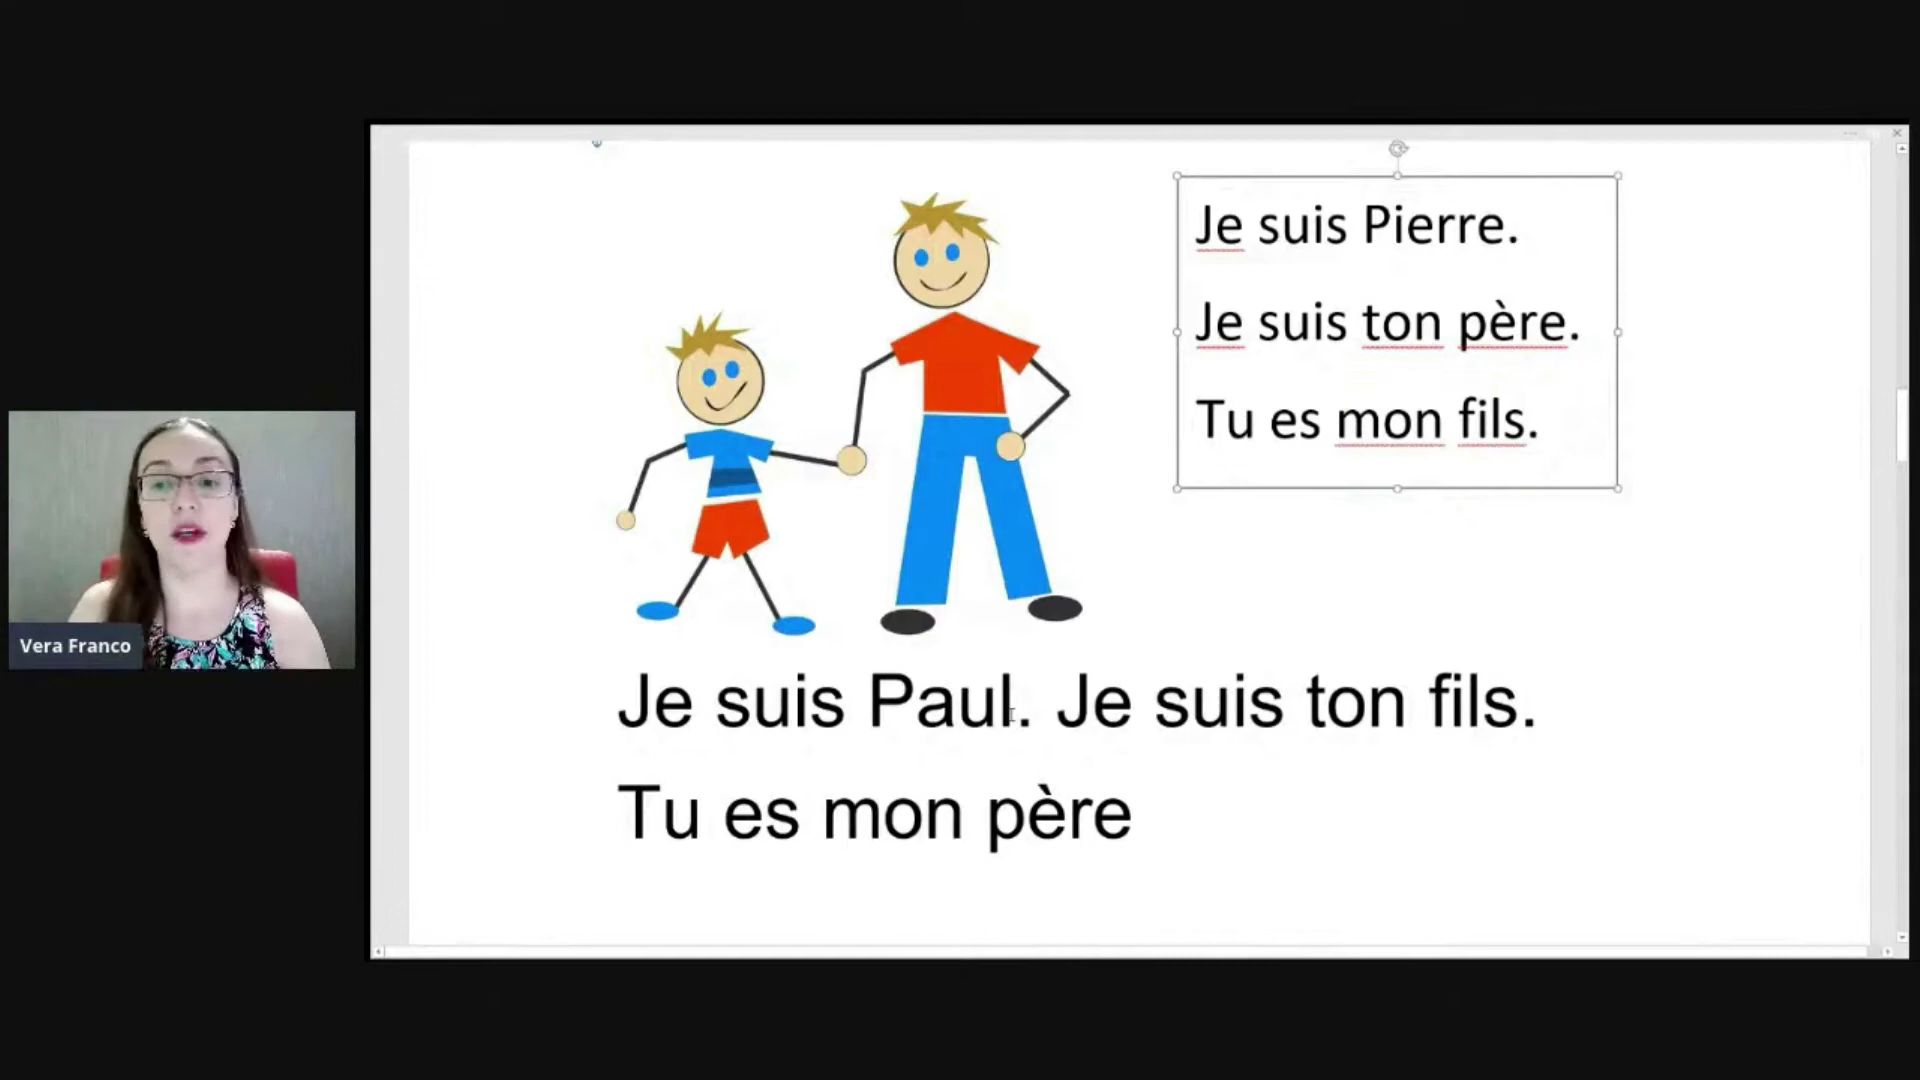 Je suis Pierre.
Je suis ton père.
Tu es mon fils.
Vera Franco
Je suis Paul. Je suis ton fils.
Tu es mon père